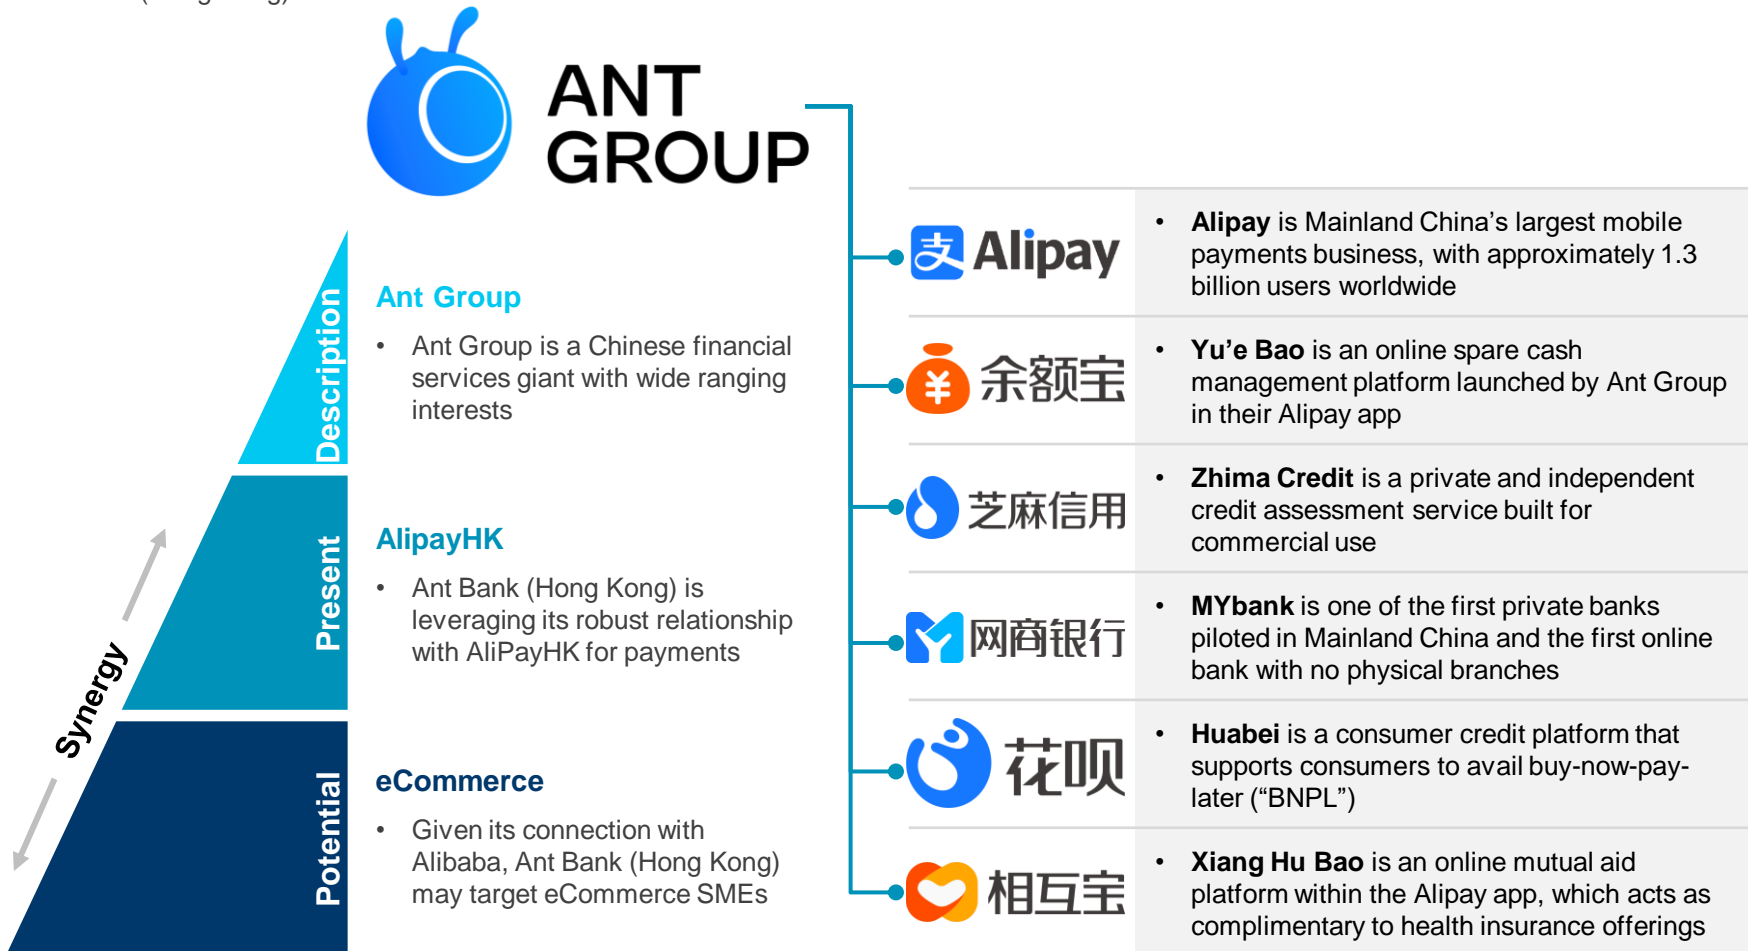 ANT
GROUP
Description
Ant Group
• Ant Group is a Chinese financial
services giant with wide ranging
interests
Present
AlipayHK
• Ant Bank (Hong Kong) is
leveraging its robust relationship
with AliPayHK for payments
Synergy
Potential
eCommerce
• Given its connection with
Alibaba, Ant Bank (Hong Kong)
may target eCommerce SMEs
支 Alipay
• Alipay is Mainland China’s largest mobile
payments business, with approximately 1.3
billion users worldwide
余额宝
• Yu’e Bao is an online spare cash
management platform launched by Ant Group
in their Alipay app
芝麻信用
• Zhima Credit is a private and independent
credit assessment service built for
commercial use
网商银行
• MYbank is one of the first private banks
piloted in Mainland China and the first online
bank with no physical branches
花呗
• Huabei is a consumer credit platform that
supports consumers to avail buy-now-pay-
later (“BNPL”)
相互宝
• Xiang Hu Bao is an online mutual aid
platform within the Alipay app, which acts as
complimentary to health insurance offerings